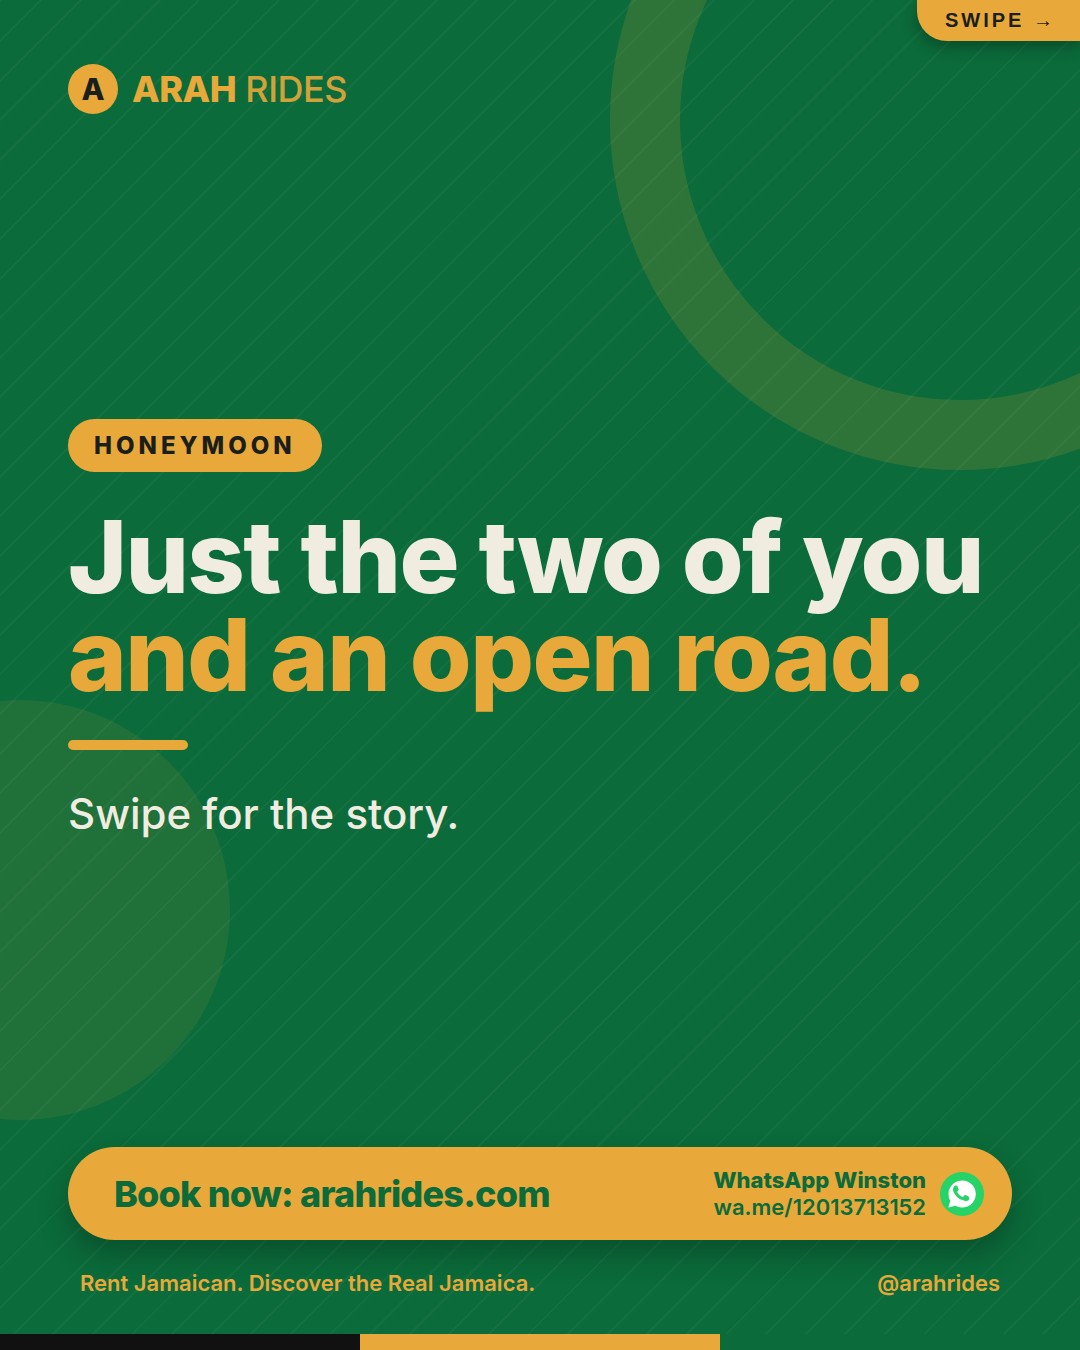 SWIPE →
A ARAH RIDES
HONEYMOON
Just the two of you
and an open road.
Swipe for the story.
Book now: arahrides.com
WhatsApp Winston
wa.me/12013713152
Rent Jamaican. Discover the Real Jamaica.
@arahrides